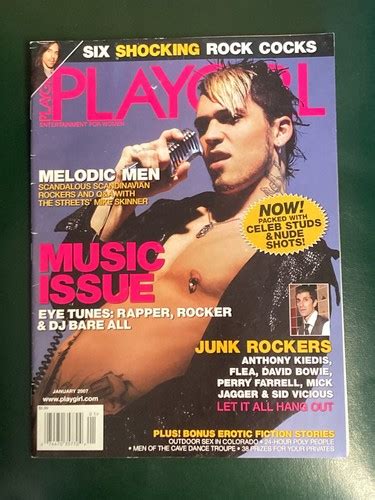 SIX SHOCKING ROCK COCKS
PLAYGIRL
ENTERTAINMENT FOR WOMEN
MELODIC MEN
SCANDALOUS SCANDINAVIAN
ROCKERS AND Q&A WITH
THE STREETS' MIKE SKINNER
NOW!
PACKED WITH
CELEB STUDS
& NUDE
SHOTS!
MUSIC
ISSUE
EYE TUNES: RAPPER, ROCKER
& DJ BARE ALL
JUNK ROCKERS
ANTHONY KIEDIS,
FLEA, DAVID BOWIE,
PERRY FARRELL, MICK
JAGGER & SID VICIOUS
LET IT ALL HANG OUT
JANUARY 2007
www.playgirl.com
PLUS! BONUS EROTIC FICTION STORIES
OUTDOOR SEX IN COLORADO • 24-HOUR POLY PEOPLE
• MEN OF THE CAVE DANCE TROUPE • 38 PRIZES FOR YOUR PRIVATES